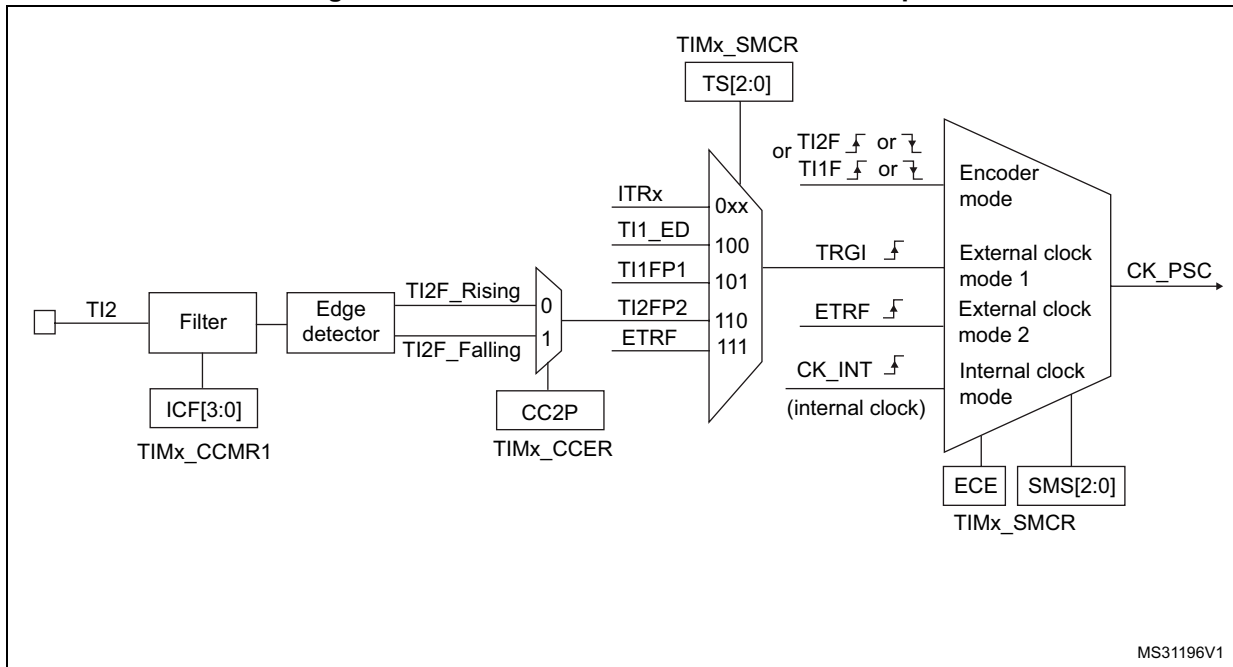 TIMx_SMCR
TS[2:0]
or TI2F or
TI1F or
Encoder
mode
ITRx
0xx
TI1_ED
100
TRGI
External clock
mode 1
CK_PSC
TI1FP1
101
TI2
Filter
Edge
detector
TI2F_Rising
TI2F_Falling
0
1
TI2FP2
110
ETRF
111
ETRF
External clock
mode 2
CK_INT
(internal clock)
Internal clock
mode
ICF[3:0]
TIMx_CCMR1
CC2P
TIMx_CCER
ECE
SMS[2:0]
TIMx_SMCR
MS31196V1